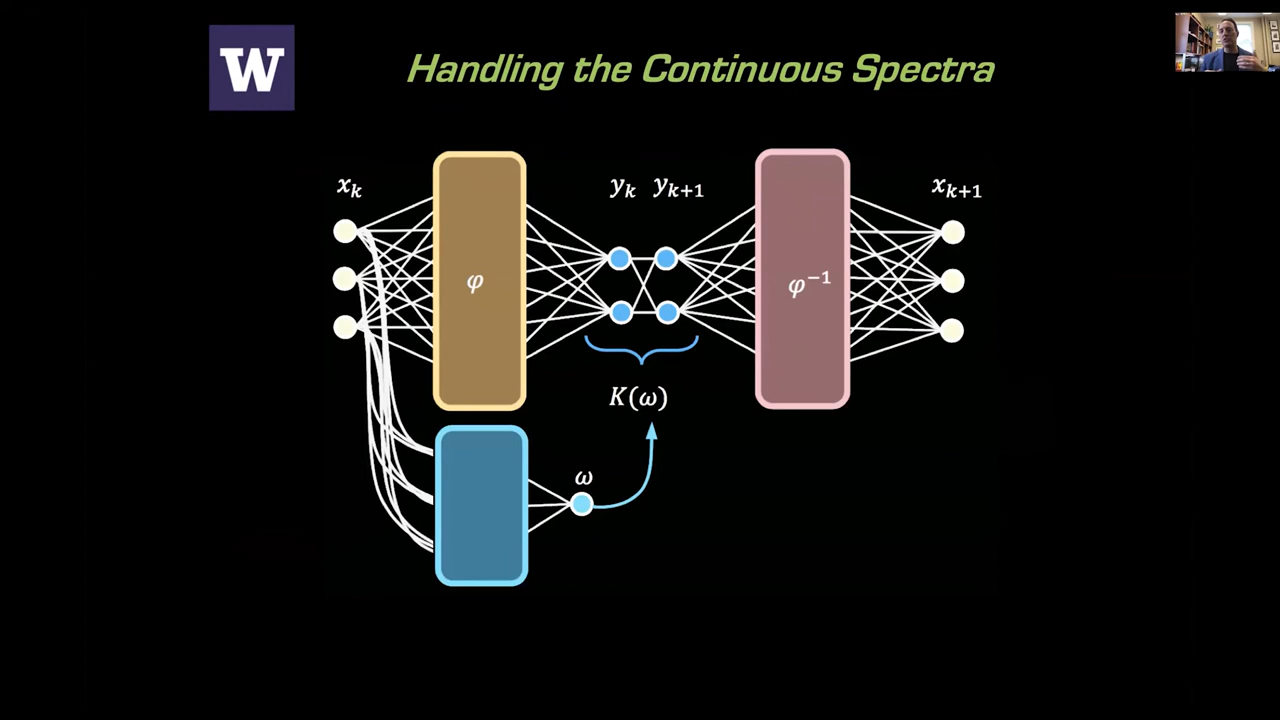 W
Handling the Continuous Spectra
xₖ
yₖ yₖ₊₁
xₖ₊₁
φ
φ⁻¹
K(ω)
ω